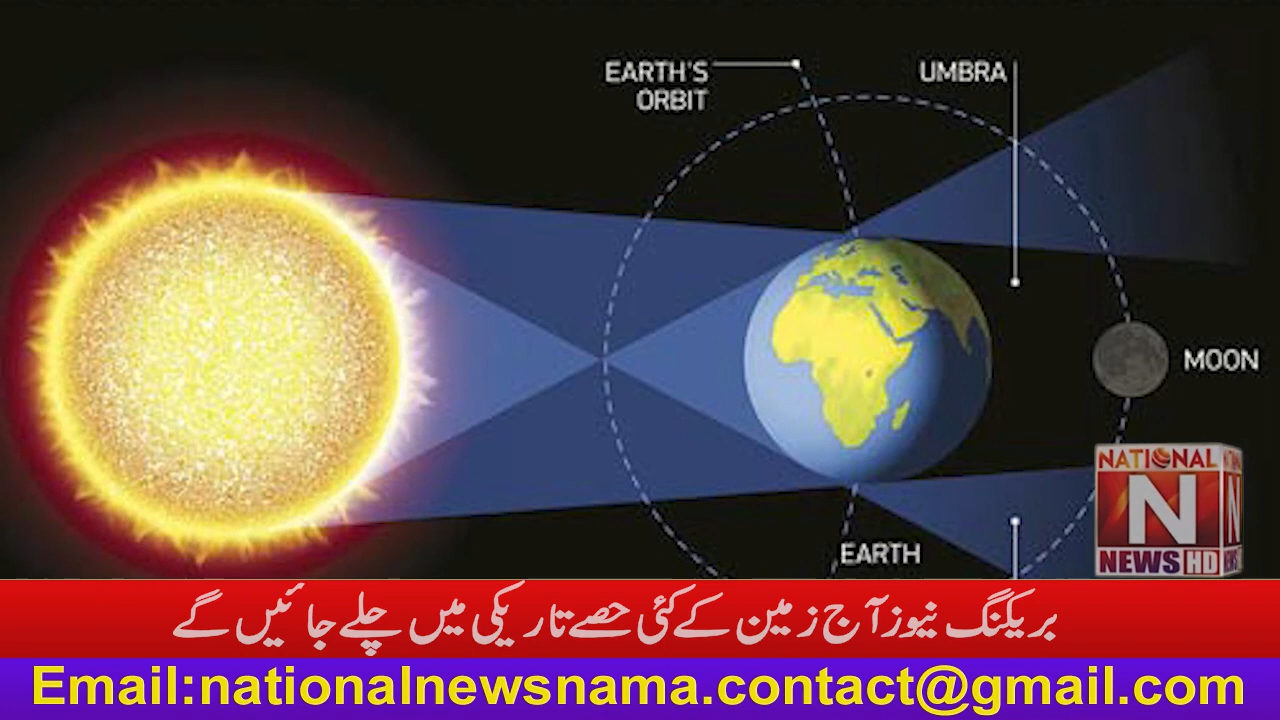 EARTH'S
ORBIT
UMBRA
MOON
EARTH
NATIONAL
N
N
NEWS HD
بریکنگ نیوز آج زمین کے کئی حصے تاریکی میں چلے جائیں گے
Email:nationalnewsnama.contact@gmail.com